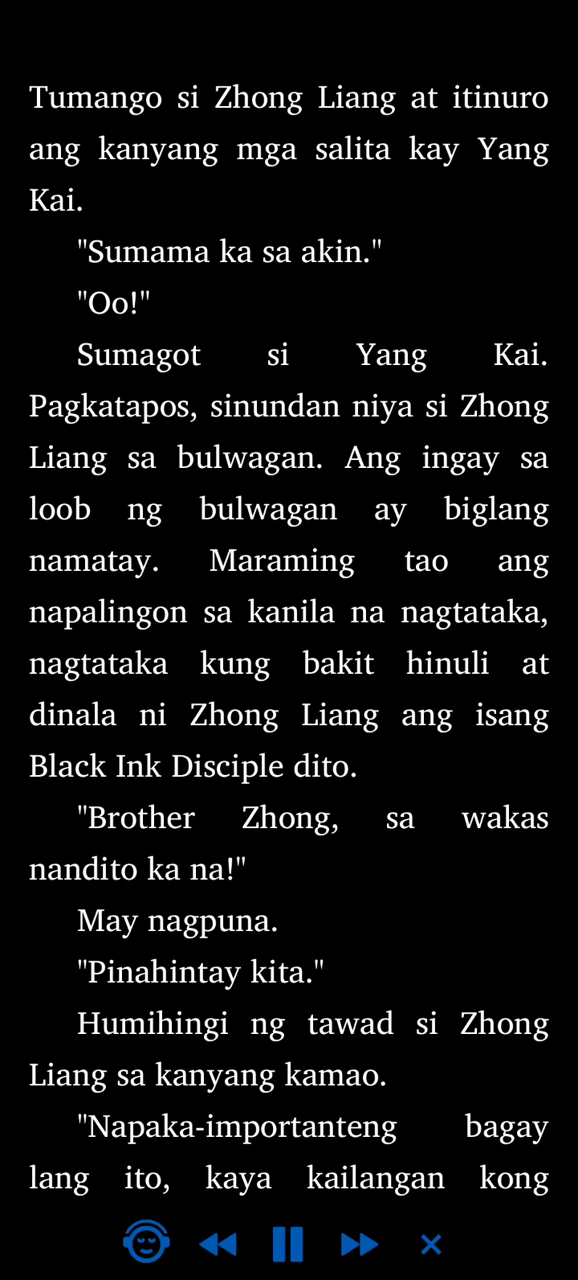 Tumango si Zhong Liang at itinuro
ang kanyang mga salita kay Yang
Kai.
"Sumama ka sa akin."
"Oo!"
Sumagot si Yang Kai.
Pagkatapos, sinundan niya si Zhong
Liang sa bulwagan. Ang ingay sa
loob ng bulwagan ay biglang
namatay. Maraming tao ang
napalingon sa kanila na nagtataka,
nagtataka kung bakit hinuli at
dinala ni Zhong Liang ang isang
Black Ink Disciple dito.
"Brother Zhong, sa wakas
nandito ka na!"
May nagpuna.
"Pinahintay kita."
Humihingi ng tawad si Zhong
Liang sa kanyang kamao.
"Napaka-importanteng bagay
lang ito, kaya kailangan kong